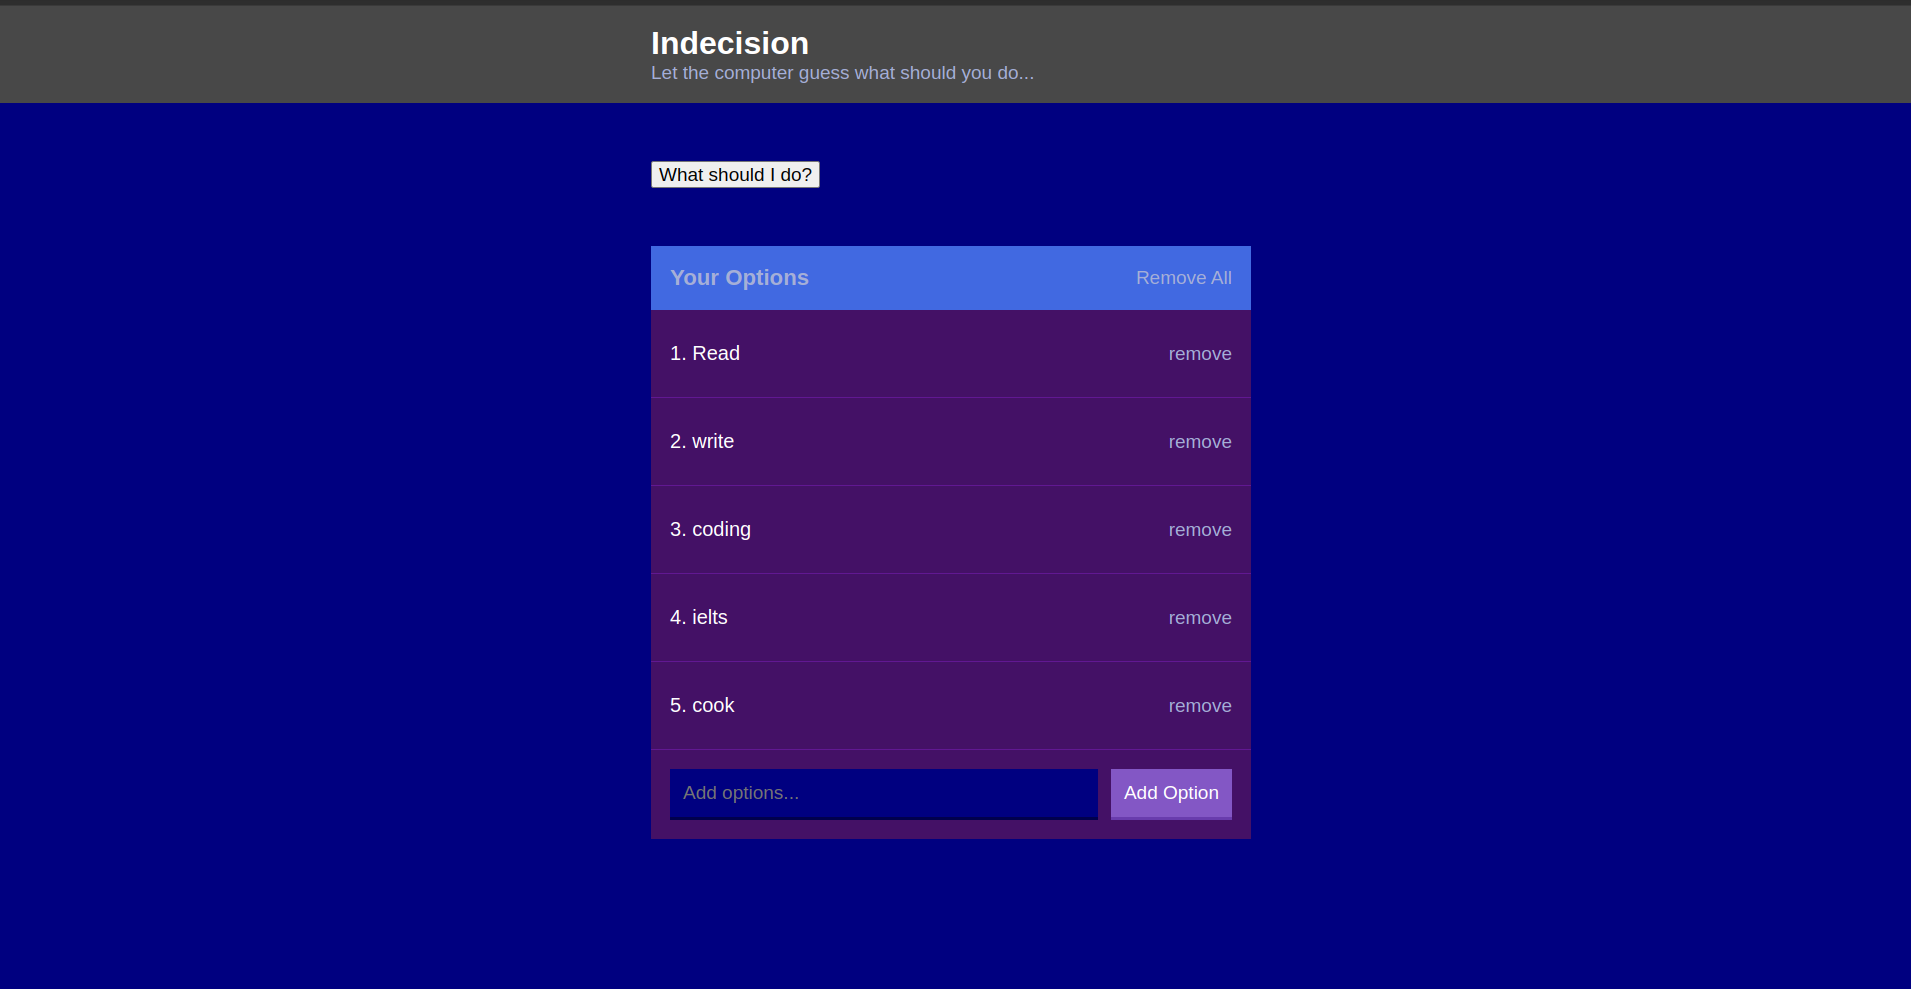 Indecision
Let the computer guess what should you do...
What should I do?
Your Options Remove All
1. Read remove
2. write remove
3. coding remove
4. ielts remove
5. cook remove
Add options... Add Option